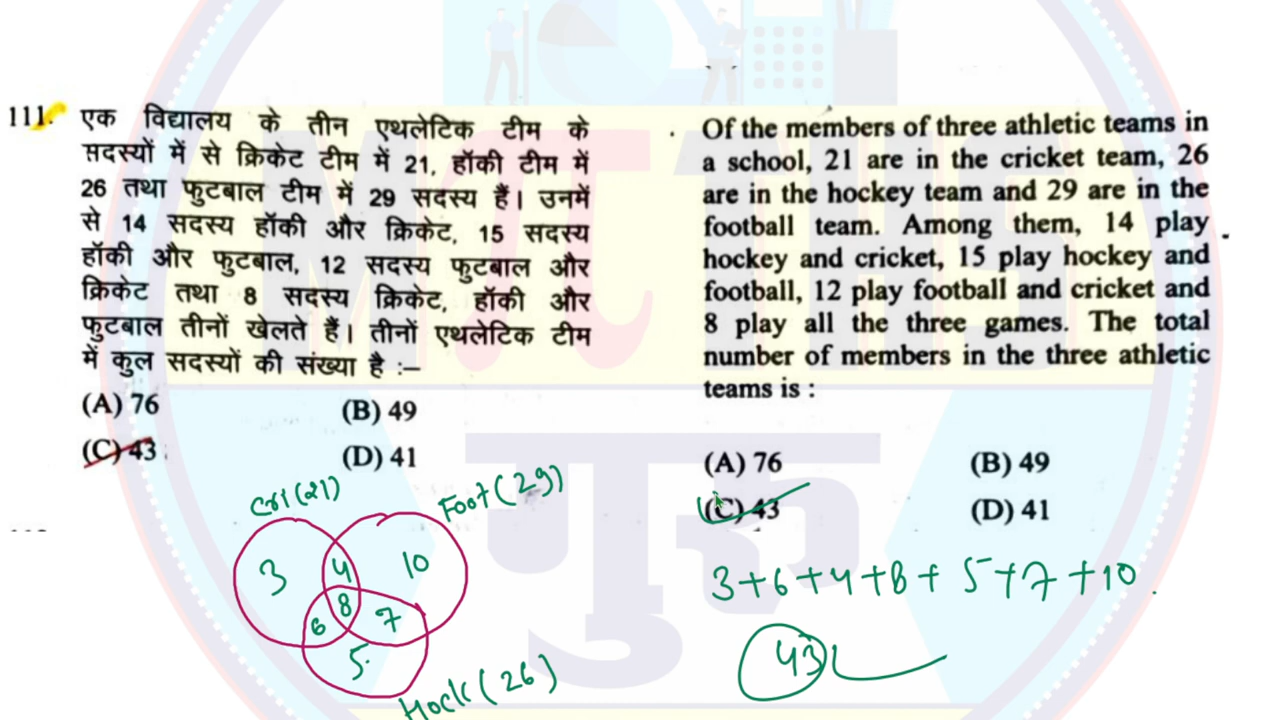 111. एक विद्यालय के तीन एथलेटिक टीम के
सदस्यों में से क्रिकेट टीम में 21, हॉकी टीम में
26 तथा फुटबाल टीम में 29 सदस्य हैं। उनमें
से 14 सदस्य हॉकी और क्रिकेट, 15 सदस्य
हॉकी और फुटबाल, 12 सदस्य फुटबाल और
क्रिकेट तथा 8 सदस्य क्रिकेट, हॉकी और
फुटबाल तीनों खेलते हैं। तीनों एथलेटिक टीम
में कुल सदस्यों की संख्या है :–
(A) 76 (B) 49
(C) 43 (D) 41
Of the members of three athletic teams in
a school, 21 are in the cricket team, 26
are in the hockey team and 29 are in the
football team. Among them, 14 play
hockey and cricket, 15 play hockey and
football, 12 play football and cricket and
8 play all the three games. The total
number of members in the three athletic
teams is :
(A) 76 (B) 49
(C) 43 (D) 41
Cri(21)
Foot(29)
3 4 10
8
6 7
5
Hock(26)
3+6+4+8+5+7+10
43
MπTHS
गुरु